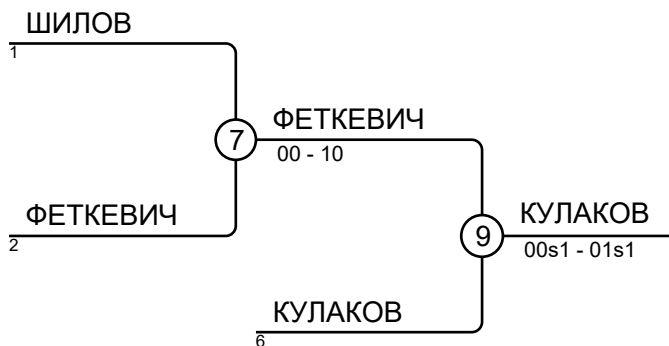 ШИЛОВ
1
7
ФЕТКЕВИЧ
00 - 10
ФЕТКЕВИЧ
2
9
КУЛАКОВ
00s1 - 01s1
КУЛАКОВ
6